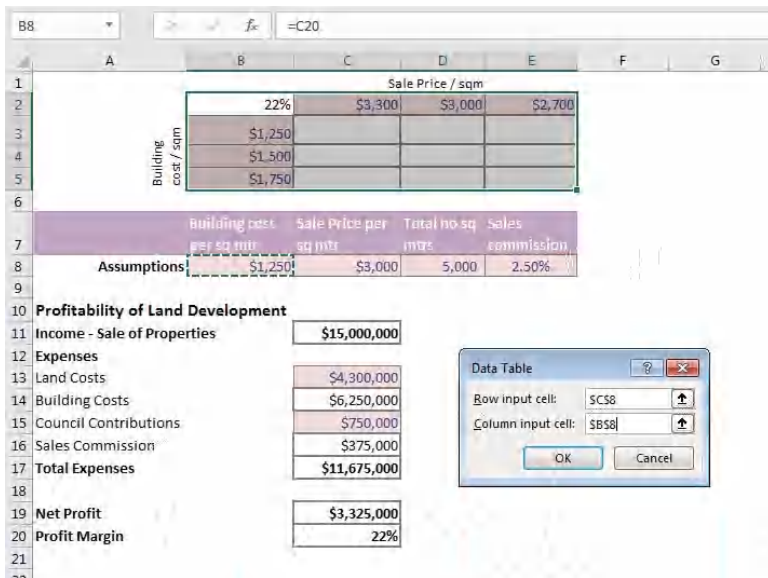 B8 fx =C20
A B C D E F G
1 Sale Price / sqm
2 22% $3,300 $3,000 $2,700
Building cost / sqm
3 $1,250
4 $1,500
5 $1,750
6
Building cost Sale Price per Total no sq Sales
7 per sq mtr sq mtr mtrs commission
8 Assumptions $1,250 $3,000 5,000 2.50%
9
10 Profitability of Land Development
11 Income - Sale of Properties $15,000,000
12 Expenses
13 Land Costs $4,300,000
14 Building Costs $6,250,000
15 Council Contributions $750,000
16 Sales Commission $375,000
17 Total Expenses $11,675,000
18
19 Net Profit $3,325,000
20 Profit Margin 22%
21
Data Table ?
Row input cell: $C$8
Column input cell: $B$8
OK Cancel